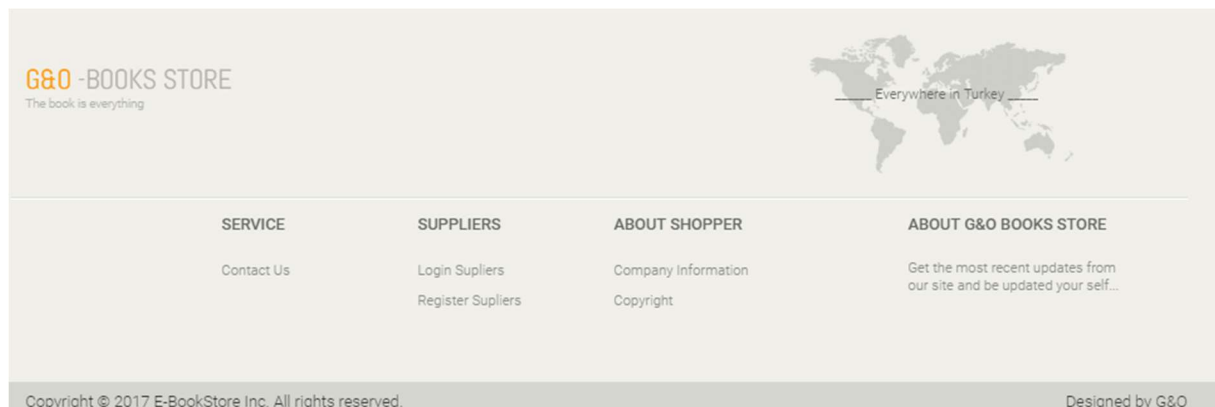 G&O -BOOKS STORE
The book is everything
_____ Everywhere in Turkey ____
SERVICE
Contact Us
SUPPLIERS
Login Supliers
Register Supliers
ABOUT SHOPPER
Company Information
Copyright
ABOUT G&O BOOKS STORE
Get the most recent updates from
our site and be updated your self...
Copyright © 2017 E-BookStore Inc. All rights reserved.
Designed by G&O